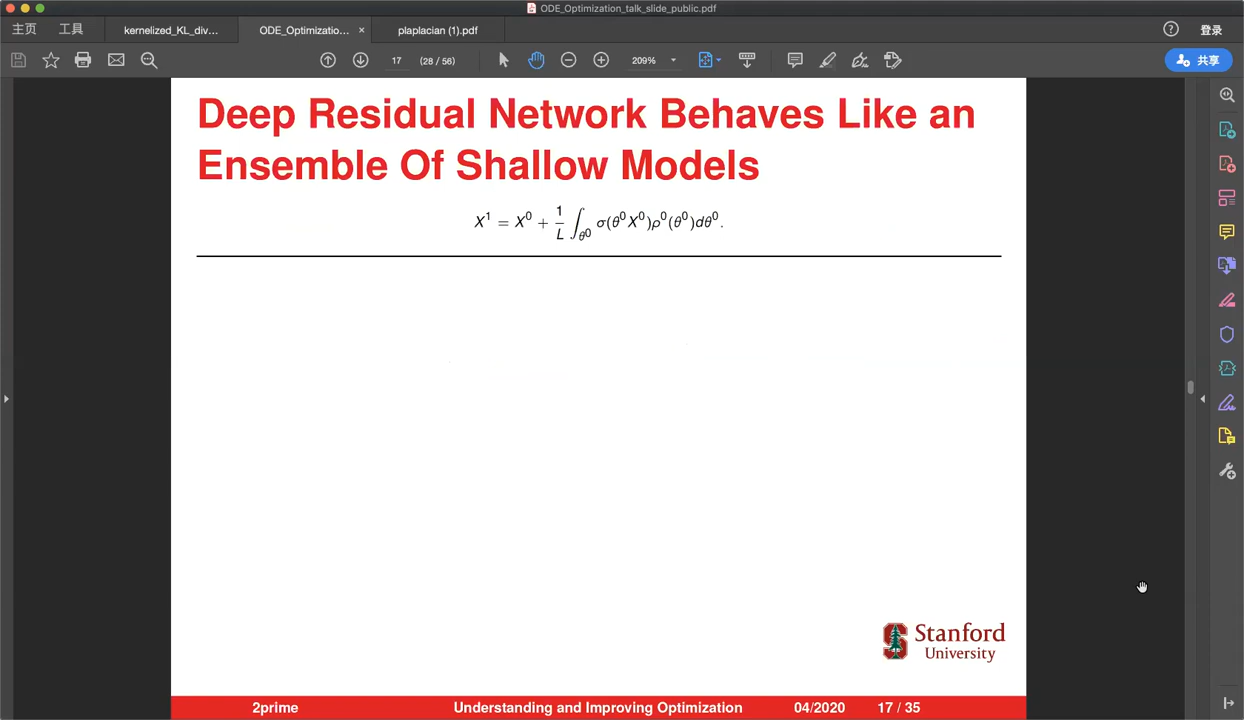 ODE_Optimization_talk_slide_public.pdf
主页 工具 kernelized_KL_div... ODE_Optimizatio... × plaplacian (1).pdf 登录
17 (28 / 56) 209% 共享
Deep Residual Network Behaves Like an
Ensemble Of Shallow Models
X¹ = X⁰ + 1/L ∫_θ⁰ σ(θ⁰X⁰)ρ⁰(θ⁰)dθ⁰.
Stanford
University
2prime Understanding and Improving Optimization 04/2020 17 / 35